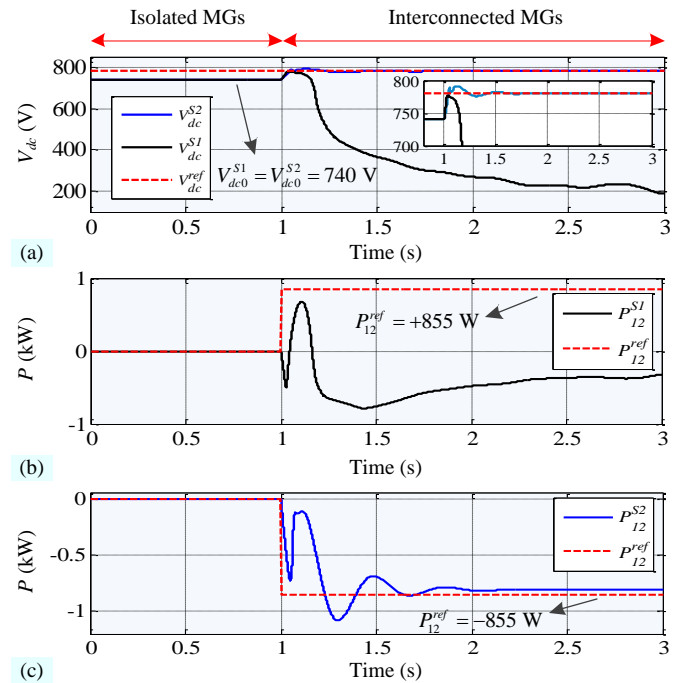 Isolated MGs Interconnected MGs
800
600
400
200
V_dc (V)
V_dc^S2
V_dc^S1
V_dc^ref
V_dc0^S1 = V_dc0^S2 = 740 V
800
750
700
1 1.5 2 2.5 3
0 0.5 1 1.5 2 2.5 3
(a) Time (s)
1
0
-1
P (kW)
P_12^ref = +855 W
P_12^S1
P_12^ref
0 0.5 1 1.5 2 2.5 3
(b) Time (s)
0
-0.5
-1
P (kW)
P_12^S2
P_12^ref
P_12^ref = −855 W
0 0.5 1 1.5 2 2.5 3
(c) Time (s)